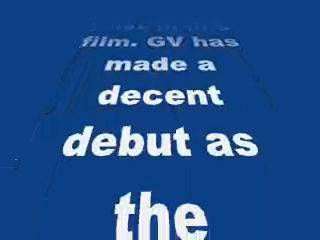 film. GV has
made a
decent
debut as
the